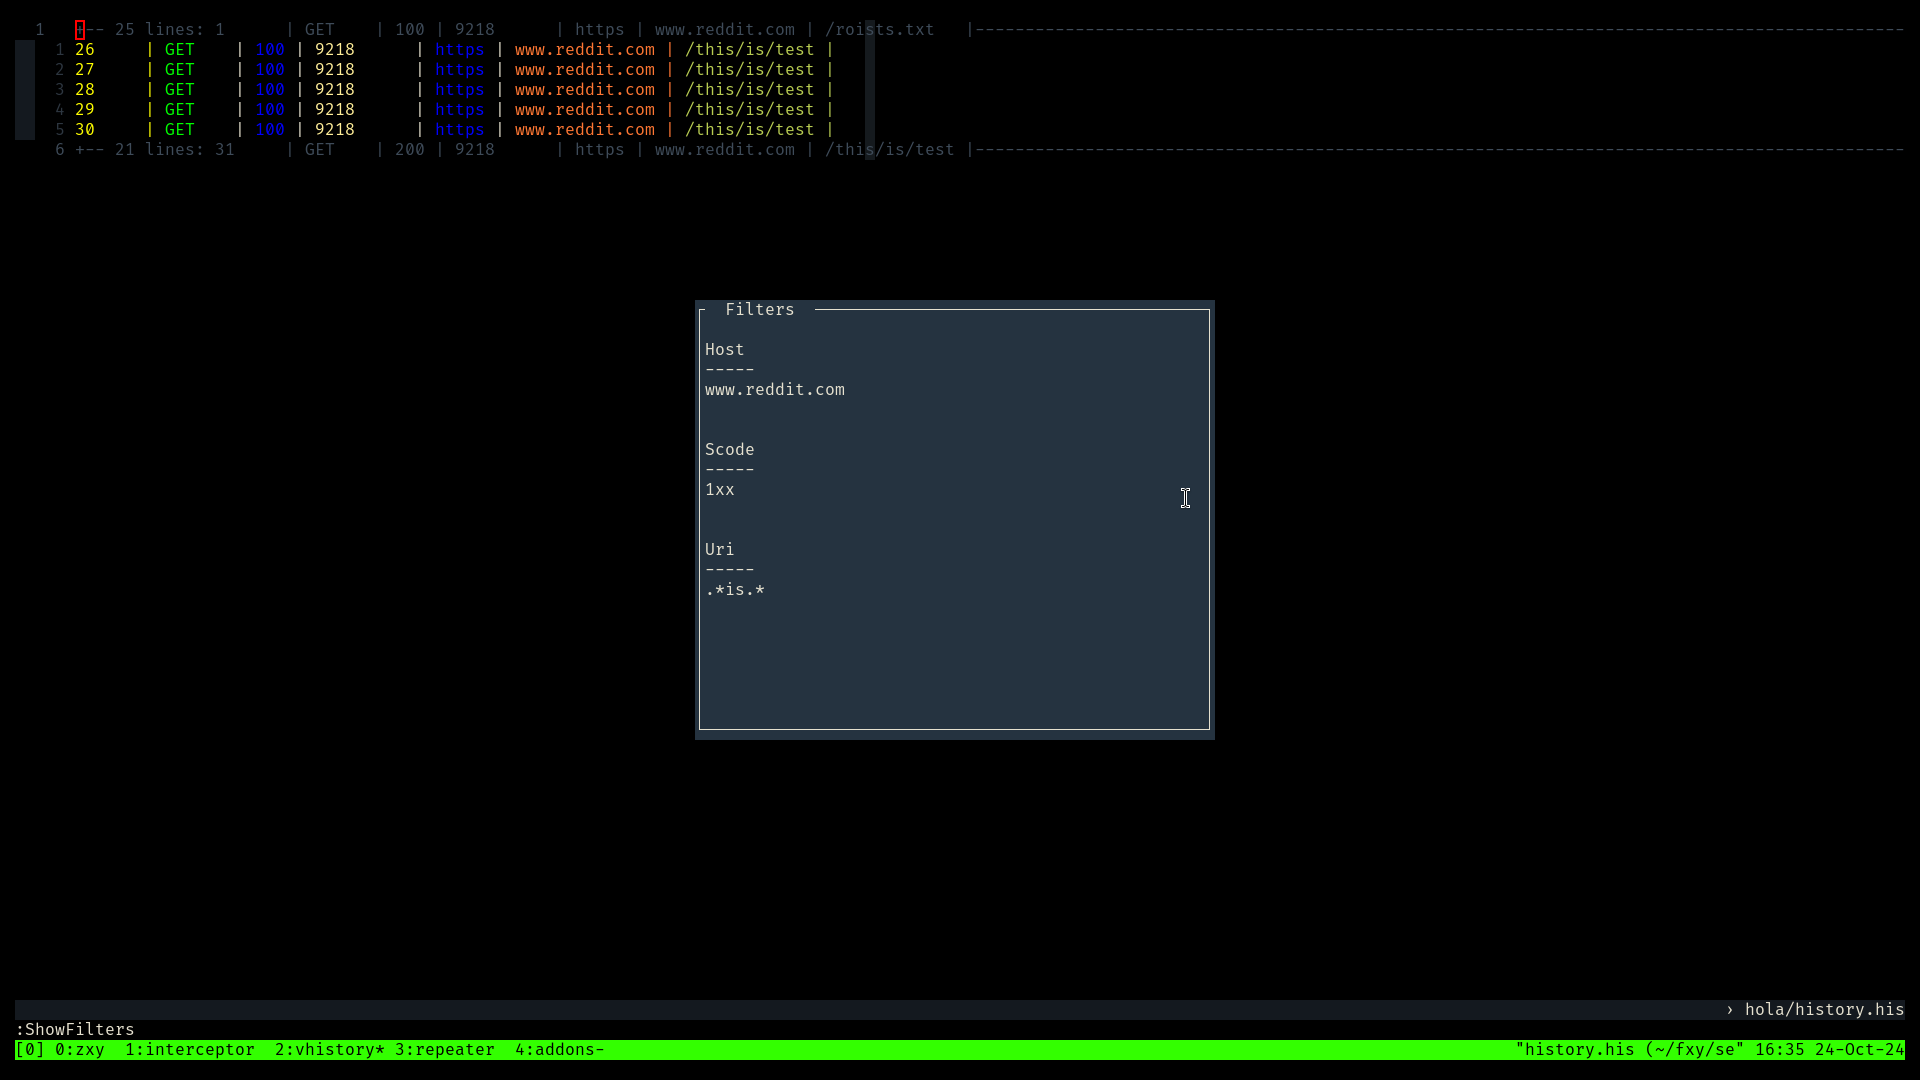 1   +-- 25 lines: 1      | GET    | 100 | 9218      | https | www.reddit.com | /roists.txt   |---------------------------------------------------------------------------------------------
1 26     | GET    | 100 | 9218      | https | www.reddit.com | /this/is/test |
2 27     | GET    | 100 | 9218      | https | www.reddit.com | /this/is/test |
3 28     | GET    | 100 | 9218      | https | www.reddit.com | /this/is/test |
4 29     | GET    | 100 | 9218      | https | www.reddit.com | /this/is/test |
5 30     | GET    | 100 | 9218      | https | www.reddit.com | /this/is/test |
6 +-- 21 lines: 31     | GET    | 200 | 9218      | https | www.reddit.com | /this/is/test |---------------------------------------------------------------------------------------------
Filters
Host
-----
www.reddit.com
Scode
-----
1xx
Uri
-----
.*is.*
› hola/history.his
:ShowFilters
[0] 0:zxy  1:interceptor  2:vhistory* 3:repeater  4:addons-  "history.his (~/fxy/se" 16:35 24-Oct-24